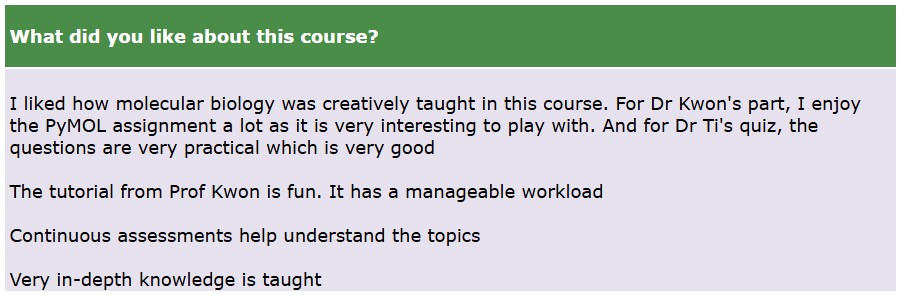 What did you like about this course?
I liked how molecular biology was creatively taught in this course. For Dr Kwon's part, I enjoy
the PyMOL assignment a lot as it is very interesting to play with. And for Dr Ti's quiz, the
questions are very practical which is very good
The tutorial from Prof Kwon is fun. It has a manageable workload
Continuous assessments help understand the topics
Very in-depth knowledge is taught